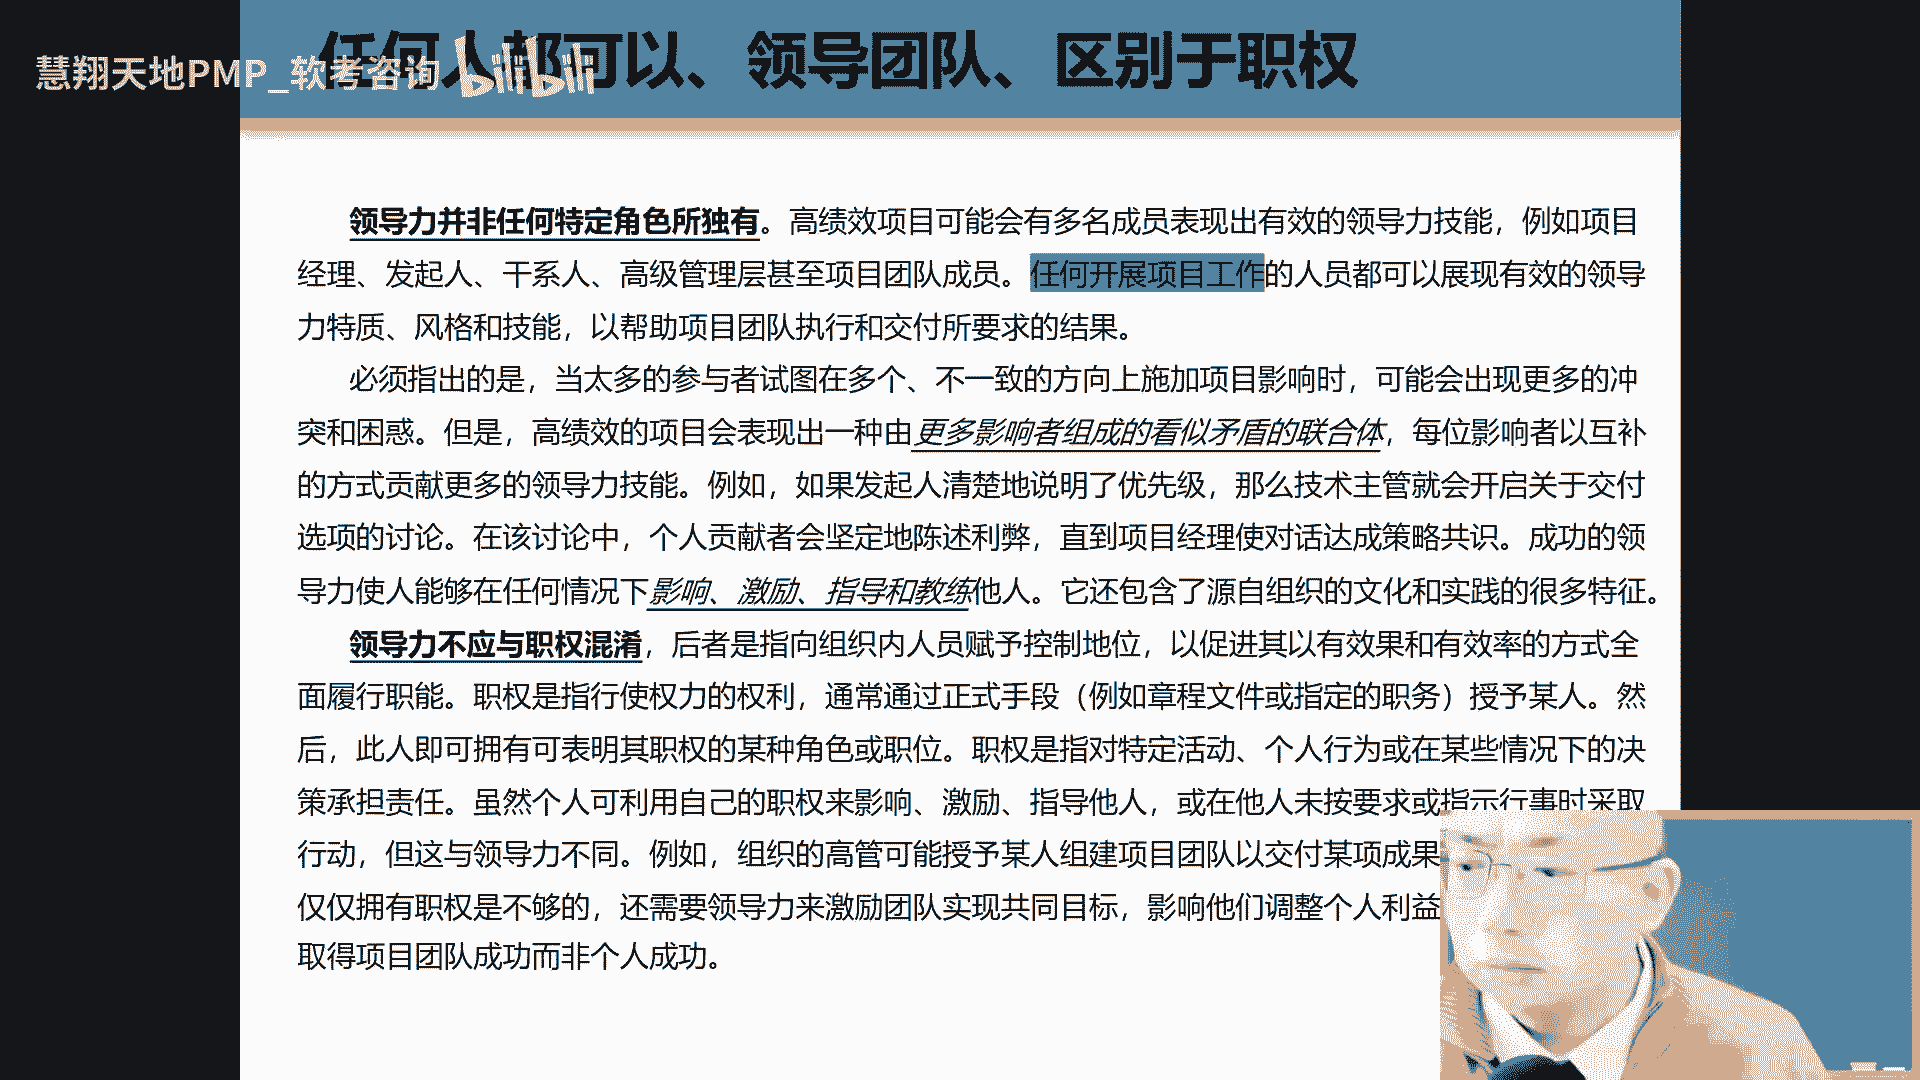 任何人都可以、领导团队、区别于职权
慧翔天地PMP_软考咨询 bilibili
领导力并非任何特定角色所独有。高绩效项目可能会有多名成员表现出有效的领导力技能，例如项目
经理、发起人、干系人、高级管理层甚至项目团队成员。任何开展项目工作的人员都可以展现有效的领导
力特质、风格和技能，以帮助项目团队执行和交付所要求的结果。
必须指出的是，当太多的参与者试图在多个、不一致的方向上施加项目影响时，可能会出现更多的冲
突和困惑。但是，高绩效的项目会表现出一种由更多影响者组成的看似矛盾的联合体，每位影响者以互补
的方式贡献更多的领导力技能。例如，如果发起人清楚地说明了优先级，那么技术主管就会开启关于交付
选项的讨论。在该讨论中，个人贡献者会坚定地陈述利弊，直到项目经理使对话达成策略共识。成功的领
导力使人能够在任何情况下影响、激励、指导和教练他人。它还包含了源自组织的文化和实践的很多特征。
领导力不应与职权混淆，后者是指向组织内人员赋予控制地位，以促进其以有效果和有效率的方式全
面履行职能。职权是指行使权力的权利，通常通过正式手段（例如章程文件或指定的职务）授予某人。然
后，此人即可拥有可表明其职权的某种角色或职位。职权是指对特定活动、个人行为或在某些情况下的决
策承担责任。虽然个人可利用自己的职权来影响、激励、指导他人，或在他人未按要求或指示行事时采取
行动，但这与领导力不同。例如，组织的高管可能授予某人组建项目团队以交付某项成果
仅仅拥有职权是不够的，还需要领导力来激励团队实现共同目标，影响他们调整个人利益
取得项目团队成功而非个人成功。